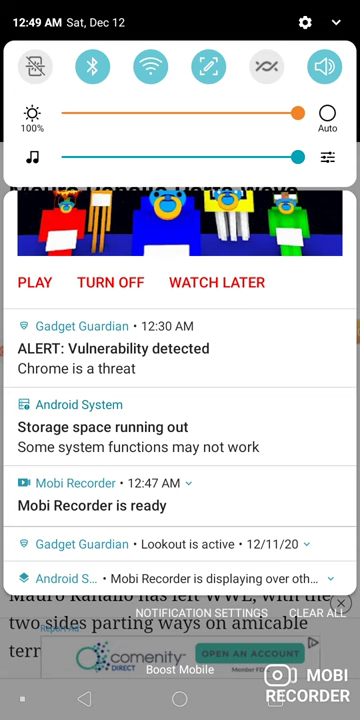 12:49 AM Sat, Dec 12
100%
Auto
PLAY TURN OFF WATCH LATER
Gadget Guardian • 12:30 AM
ALERT: Vulnerability detected
Chrome is a threat
Android System
Storage space running out
Some system functions may not work
Mobi Recorder • 12:47 AM
Mobi Recorder is ready
Gadget Guardian • Lookout is active • 12/11/20
Android S... • Mobi Recorder is displaying over oth...
Mauro Ranallo has left WWE, with the
NOTIFICATION SETTINGS CLEAR ALL
two sides parting ways on amicable
Report Ad
terr
comenity
DIRECT
OPEN AN ACCOUNT
Boost Mobile
MOBI
RECORDER